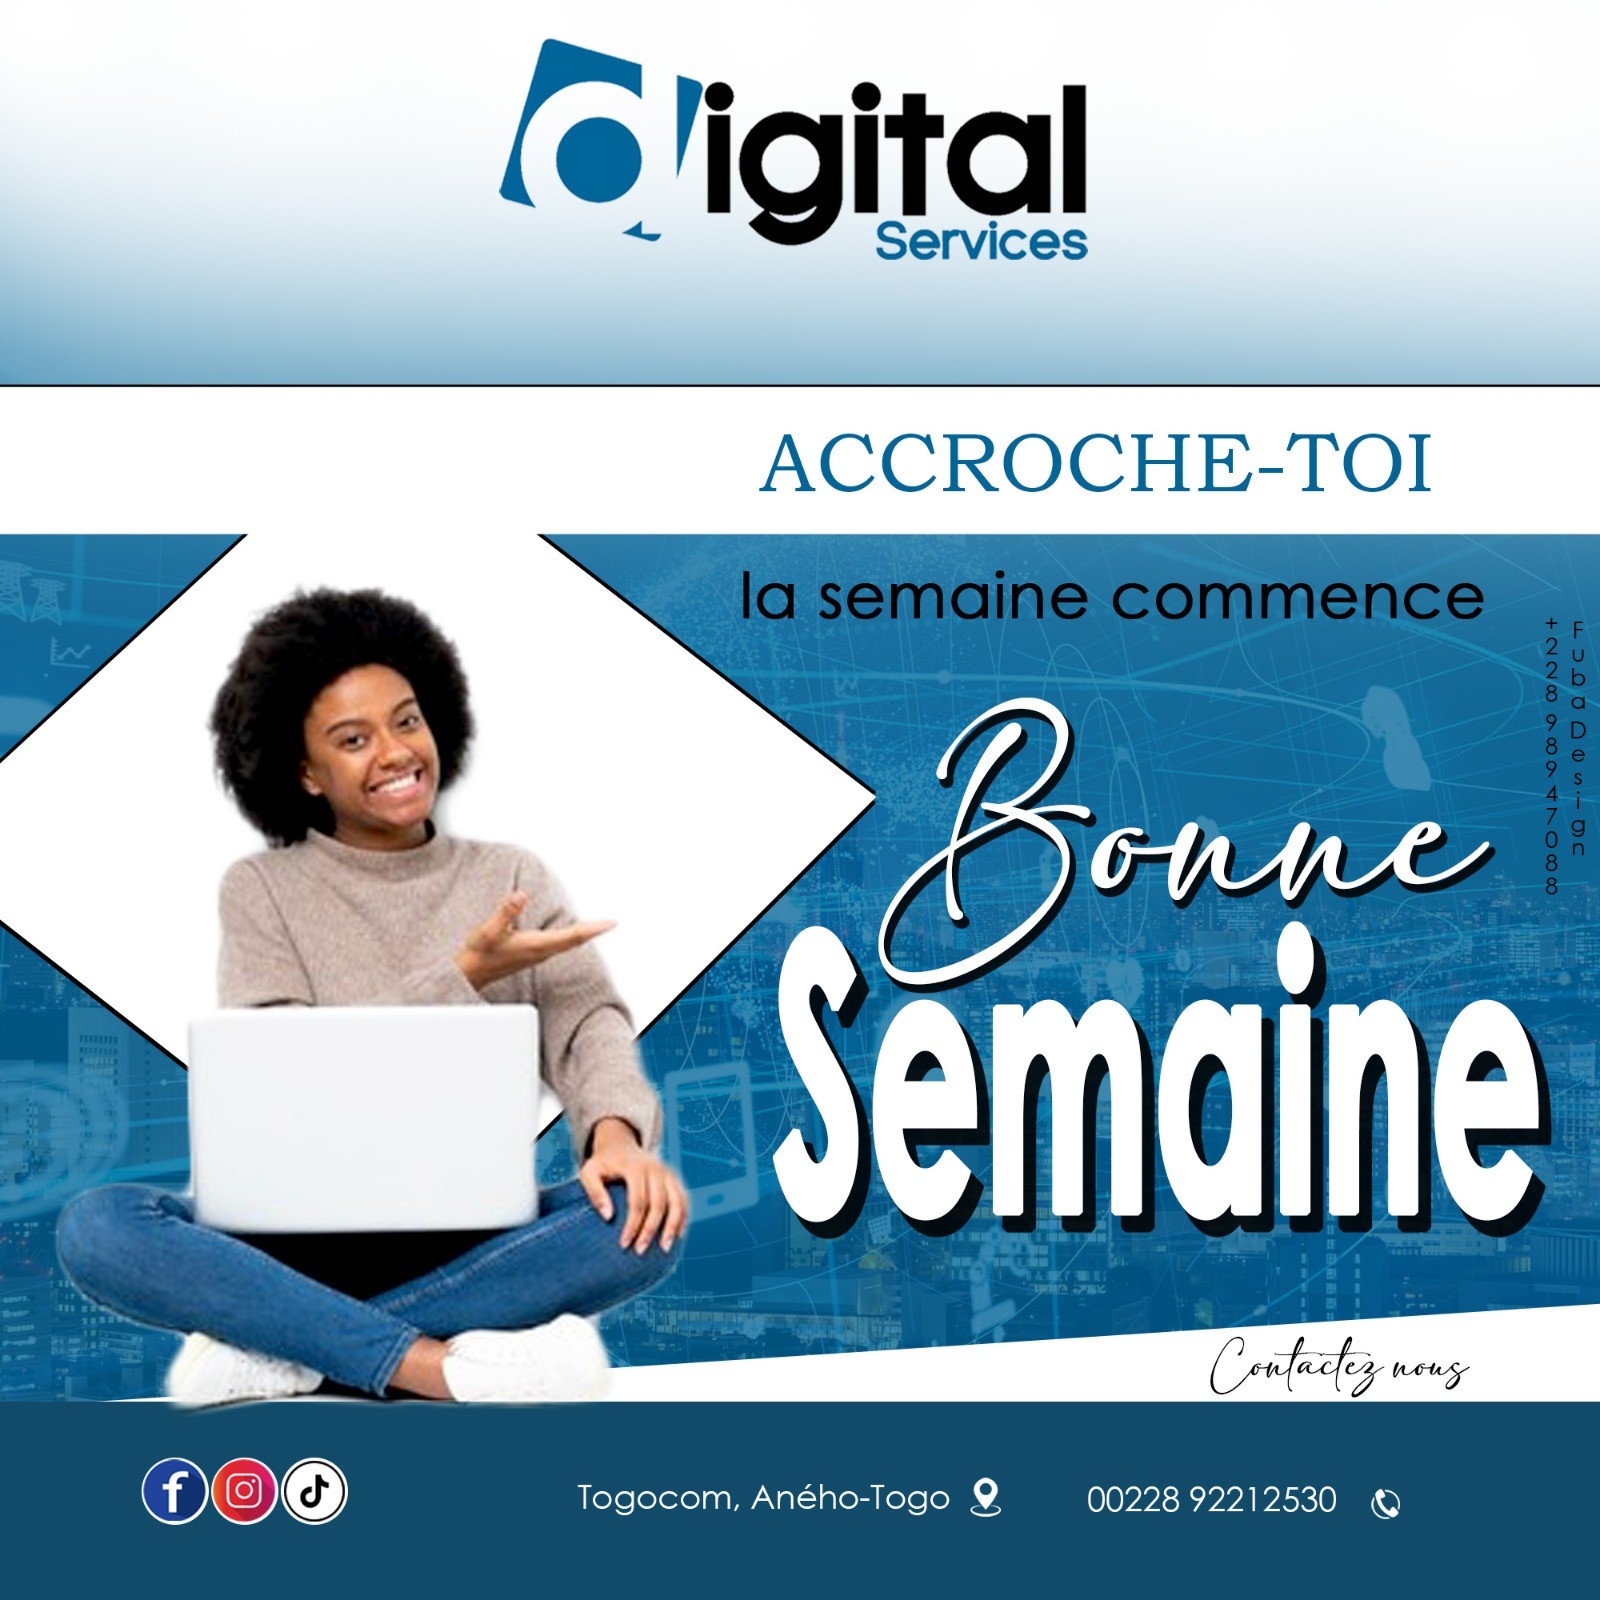 digital
Services
ACCROCHE-TOI
la semaine commence
Bonne
Semaine
FubaDesign
+228 98947088
Contactez nous
Togocom, Aného-Togo
00228 92212530